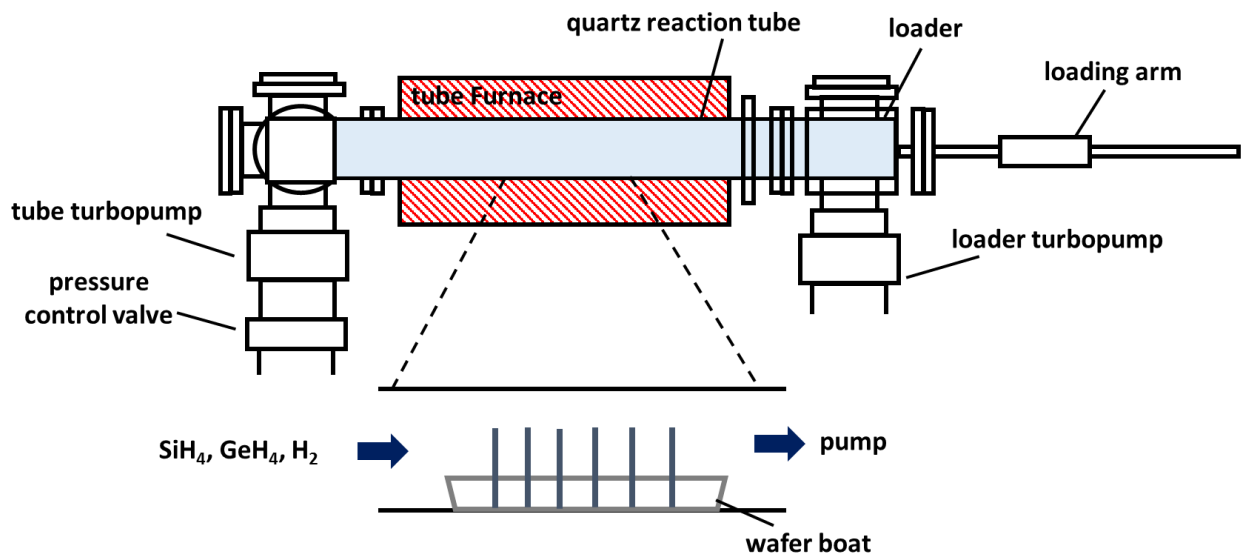 quartz reaction tube
loader
loading arm
tube Furnace
tube turbopump
loader turbopump
pressure
control valve
SiH₄, GeH₄, H₂
pump
wafer boat